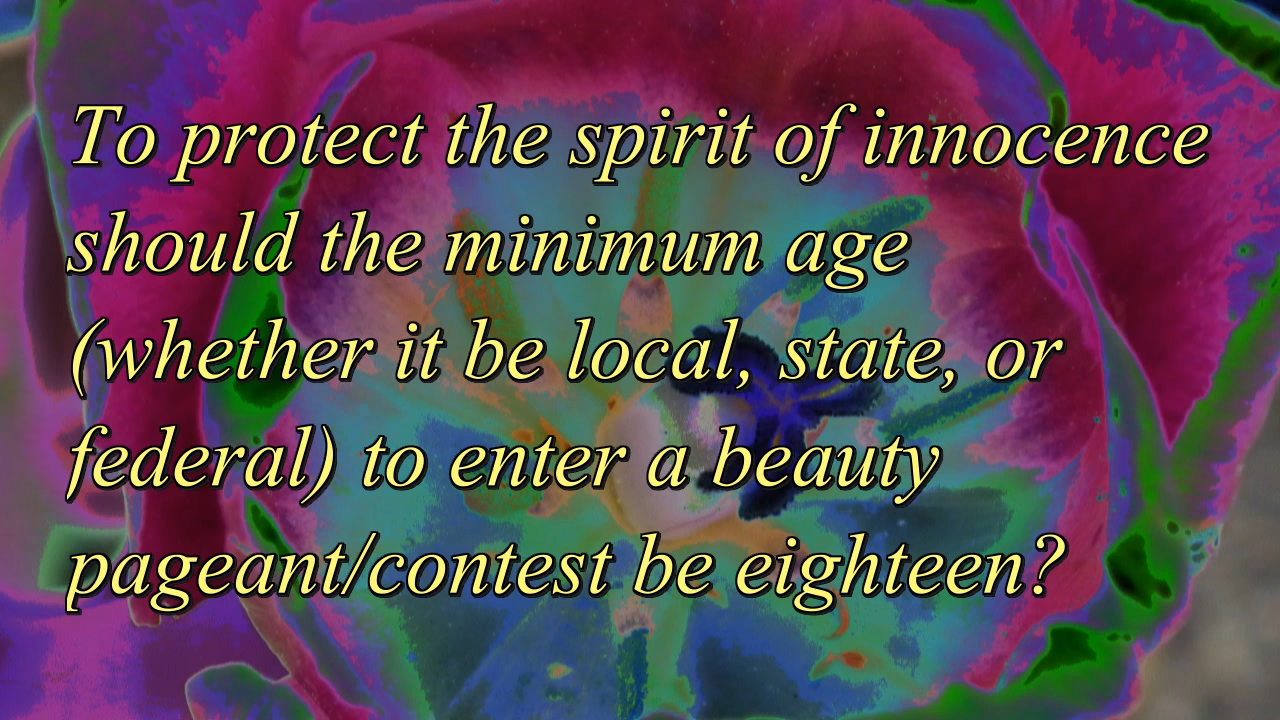 To protect the spirit of innocence
should the minimum age
(whether it be local, state, or
federal) to enter a beauty
pageant/contest be eighteen?